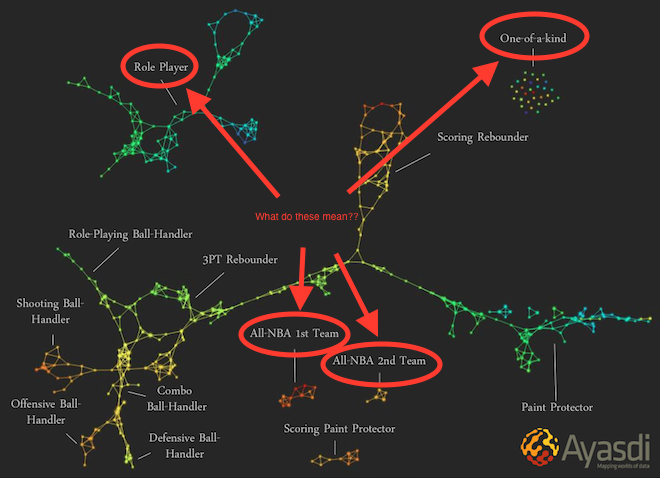 One-of-a-kind
Role Player
Scoring Rebounder
What do these mean??
Role-Playing Ball-Handler
3PT Rebounder
Shooting Ball-
Handler
All-NBA 1st Team
All-NBA 2nd Team
Combo
Ball-Handler
Offensive Ball-
Handler
Paint Protector
Scoring Paint Protector
Defensive Ball-
Handler
Ayasdi
Mapping worlds of data